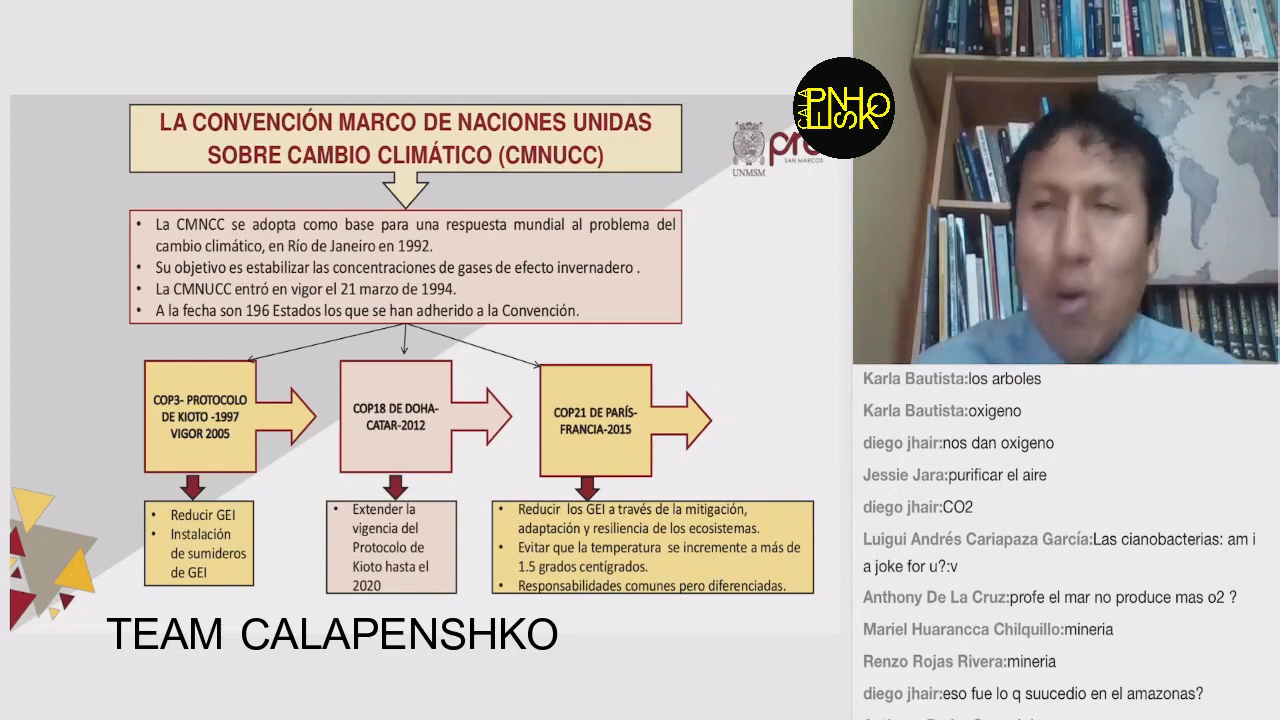 LA CONVENCIÓN MARCO DE NACIONES UNIDAS
SOBRE CAMBIO CLIMÁTICO (CMNUCC)
UNMSM
SAN MARCOS
CALA
PENSHKO
• La CMNCC se adopta como base para una respuesta mundial al problema del
cambio climático, en Río de Janeiro en 1992.
• Su objetivo es estabilizar las concentraciones de gases de efecto invernadero .
• La CMNUCC entró en vigor el 21 marzo de 1994.
• A la fecha son 196 Estados los que se han adherido a la Convención.
COP3- PROTOCOLO
DE KIOTO -1997
VIGOR 2005
COP18 DE DOHA-
CATAR-2012
COP21 DE PARÍS-
FRANCIA-2015
• Reducir GEI
• Instalación
de sumideros
de GEI
• Extender la
vigencia del
Protocolo de
Kioto hasta el
2020
• Reducir los GEI a través de la mitigación,
adaptación y resiliencia de los ecosistemas.
• Evitar que la temperatura se incremente a más de
1.5 grados centígrados.
• Responsabilidades comunes pero diferenciadas.
TEAM CALAPENSHKO
Karla Bautista:los arboles
Karla Bautista:oxigeno
diego jhair:nos dan oxigeno
Jessie Jara:purificar el aire
diego jhair:CO2
Luigui Andrés Cariapaza García:Las cianobacterias: am i
a joke for u?:v
Anthony De La Cruz:profe el mar no produce mas o2 ?
Mariel Huarancca Chilquillo:mineria
Renzo Rojas Rivera:mineria
diego jhair:eso fue lo q suucedio en el amazonas?